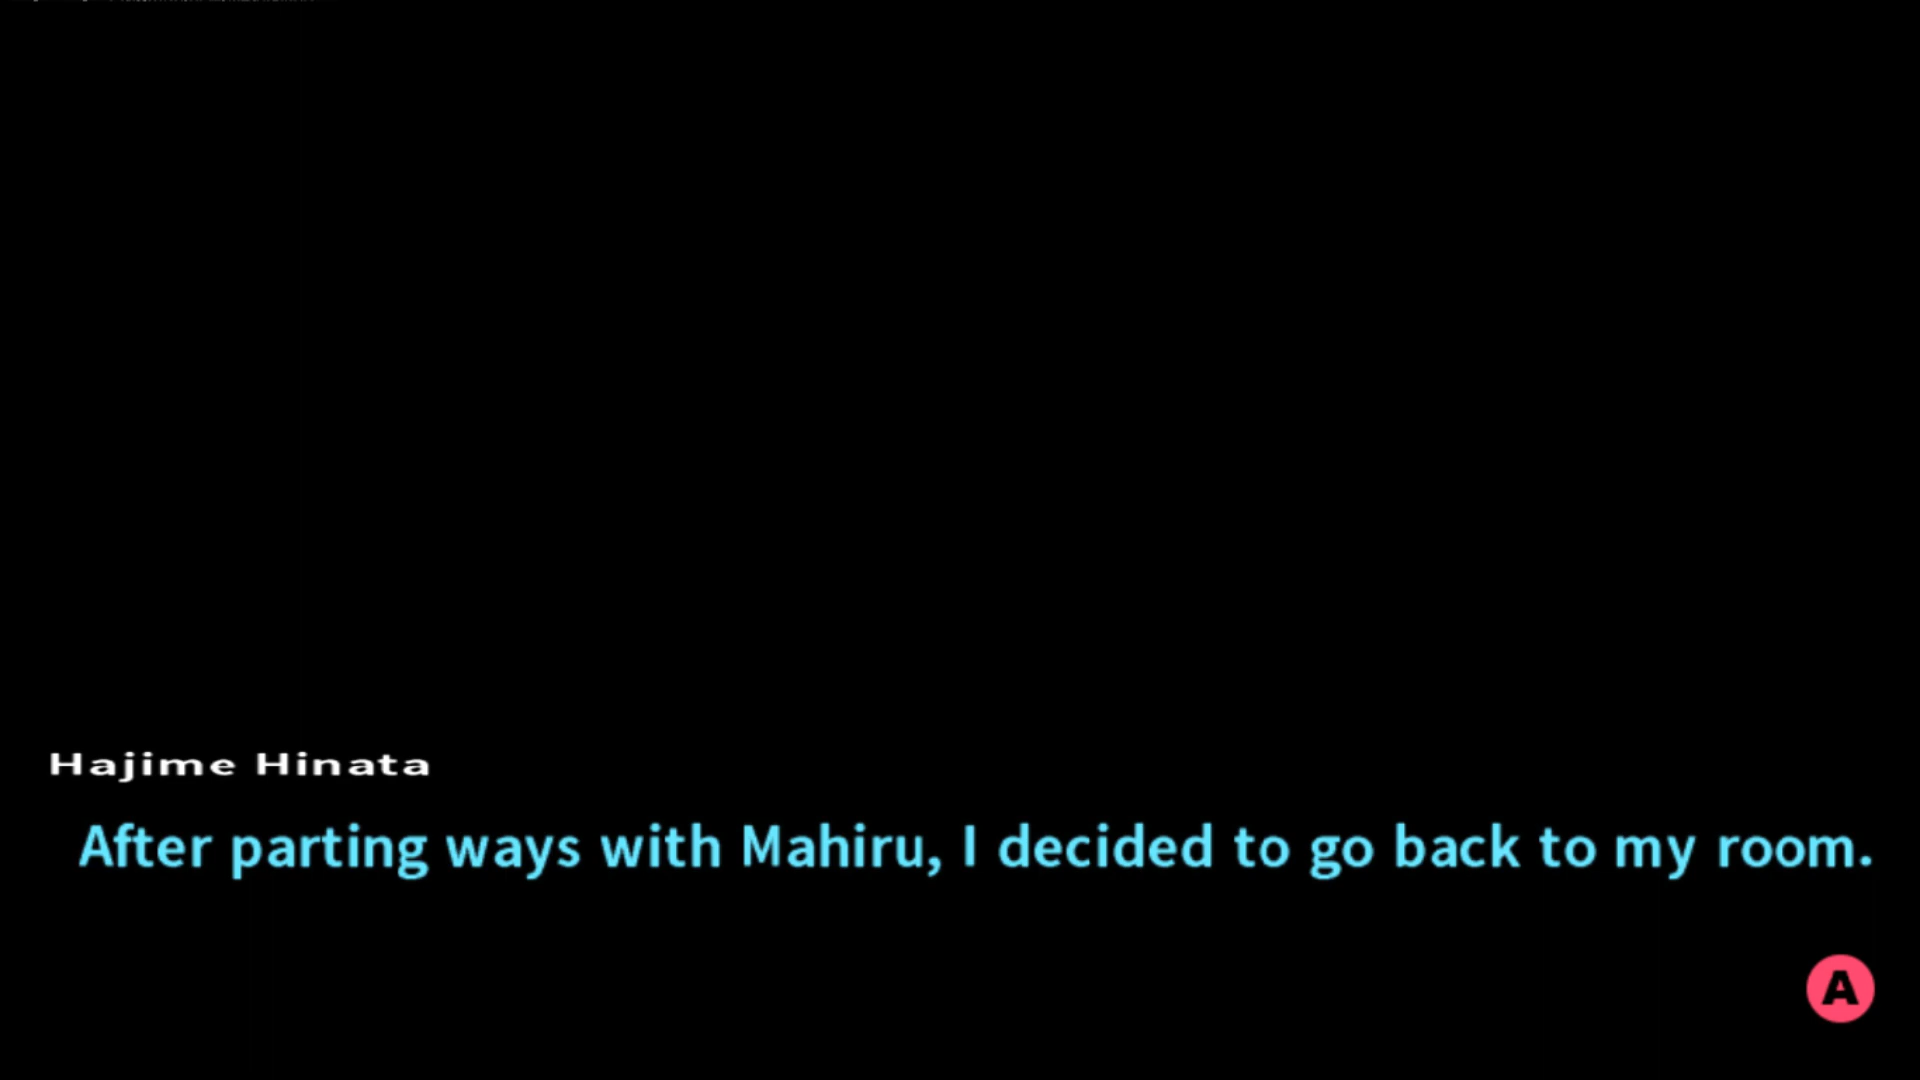 Hajime Hinata
After parting ways with Mahiru, I decided to go back to my room.
A